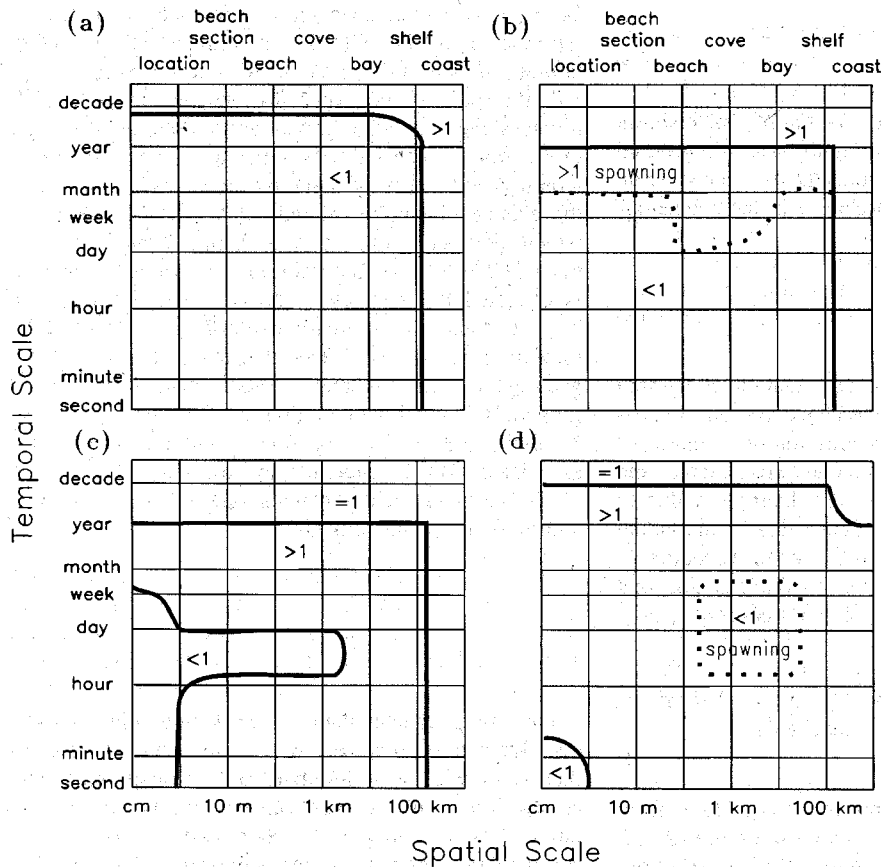 (a)
beach
section cove shelf
location beach bay coast
decade
year
month
week
day
hour
minute
second
>1
<1
(b)
beach
section cove shelf
location beach bay coast
>1
>1 spawning
<1
Temporal Scale
(c)
decade
year
month
week
day
hour
minute
second
=1
>1
<1
cm 10 m 1 km 100 km
(d)
=1
>1
<1
spawning
<1
cm 10 m 1 km 100 km
Spatial Scale